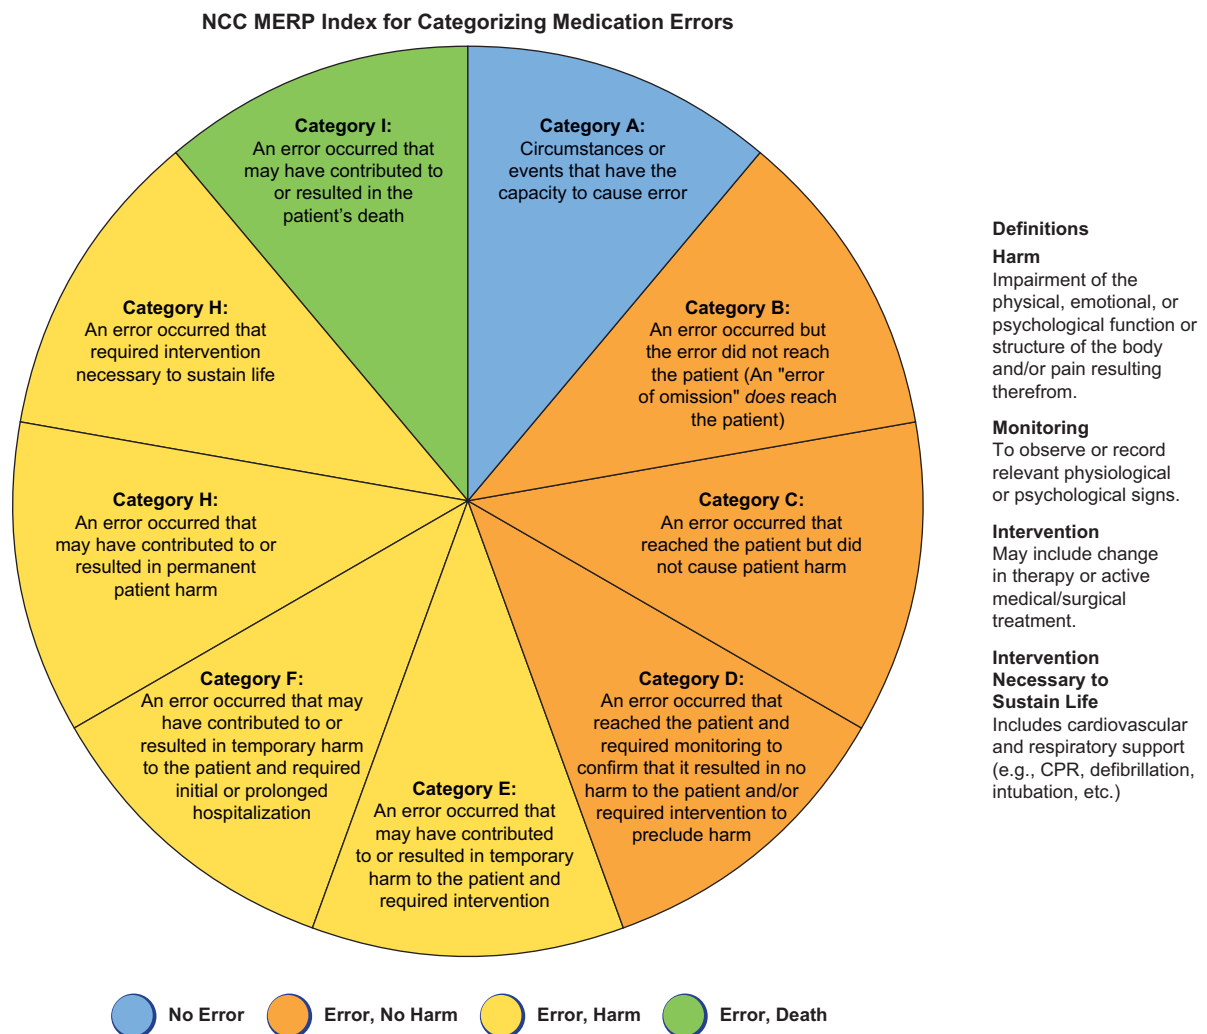 NCC MERP Index for Categorizing Medication Errors
Category I:
An error occurred that
may have contributed to
or resulted in the
patient’s death
Category A:
Circumstances or
events that have the
capacity to cause error
Category H:
An error occurred that
required intervention
necessary to sustain life
Category B:
An error occurred but
the error did not reach
the patient (An "error
of omission" does reach
the patient)
Category H:
An error occurred that
may have contributed to or
resulted in permanent
patient harm
Category C:
An error occurred that
reached the patient but did
not cause patient harm
Category F:
An error occurred that may
have contributed to or
resulted in temporary harm
to the patient and required
initial or prolonged
hospitalization
Category E:
An error occurred that
may have contributed
to or resulted in temporary
harm to the patient and
required intervention
Category D:
An error occurred that
reached the patient and
required monitoring to
confirm that it resulted in no
harm to the patient and/or
required intervention to
preclude harm
Definitions
Harm
Impairment of the
physical, emotional, or
psychological function or
structure of the body
and/or pain resulting
therefrom.
Monitoring
To observe or record
relevant physiological
or psychological signs.
Intervention
May include change
in therapy or active
medical/surgical
treatment.
Intervention
Necessary to
Sustain Life
Includes cardiovascular
and respiratory support
(e.g., CPR, defibrillation,
intubation, etc.)
No Error
Error, No Harm
Error, Harm
Error, Death